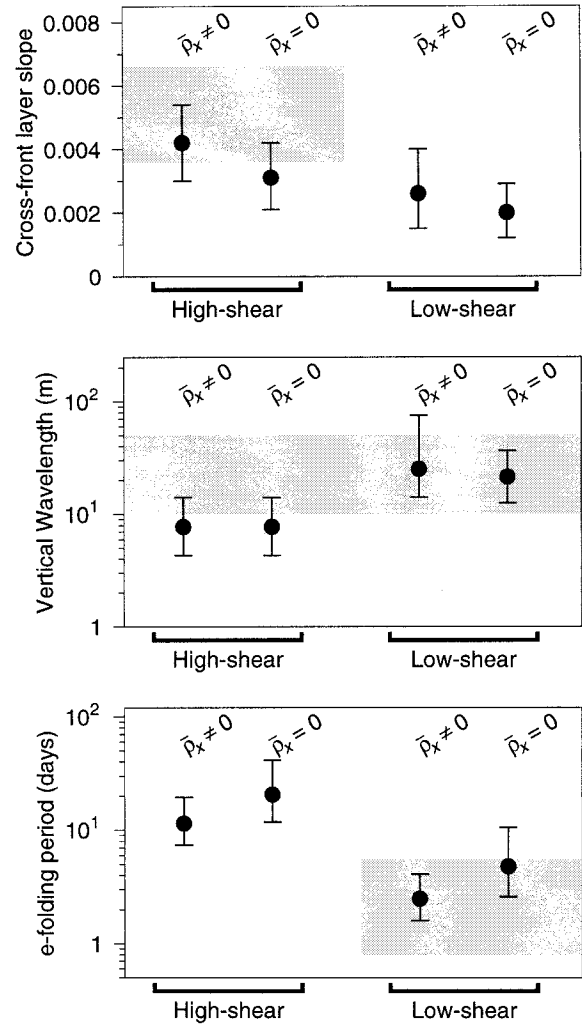 0.008
0.006
0.004
0.002
0
Cross-front layer slope
ρ̄ₓ ≠ 0
ρ̄ₓ = 0
ρ̄ₓ ≠ 0
ρ̄ₓ = 0
High-shear
Low-shear
10²
10¹
1
Vertical Wavelength (m)
ρ̄ₓ ≠ 0
ρ̄ₓ = 0
ρ̄ₓ ≠ 0
ρ̄ₓ = 0
High-shear
Low-shear
10²
10¹
1
e-folding period (days)
ρ̄ₓ ≠ 0
ρ̄ₓ = 0
ρ̄ₓ ≠ 0
ρ̄ₓ = 0
High-shear
Low-shear